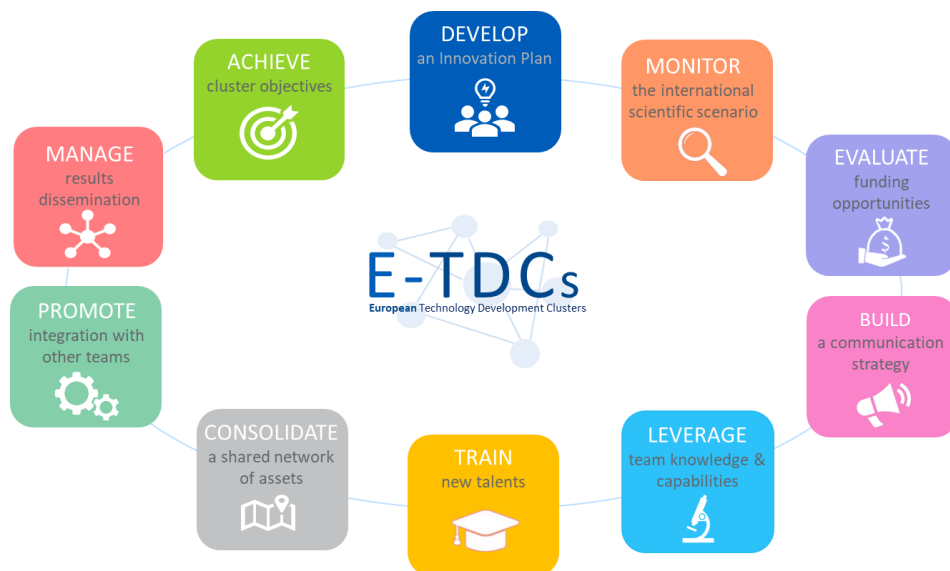 DEVELOP
an Innovation Plan
MONITOR
the international
scientific scenario
EVALUATE
funding
opportunities
$
BUILD
a communication
strategy
LEVERAGE
team knowledge &
capabilities
TRAIN
new talents
CONSOLIDATE
a shared network
of assets
PROMOTE
integration with
other teams
MANAGE
results
dissemination
ACHIEVE
cluster objectives
E-TDCs
European Technology Development Clusters